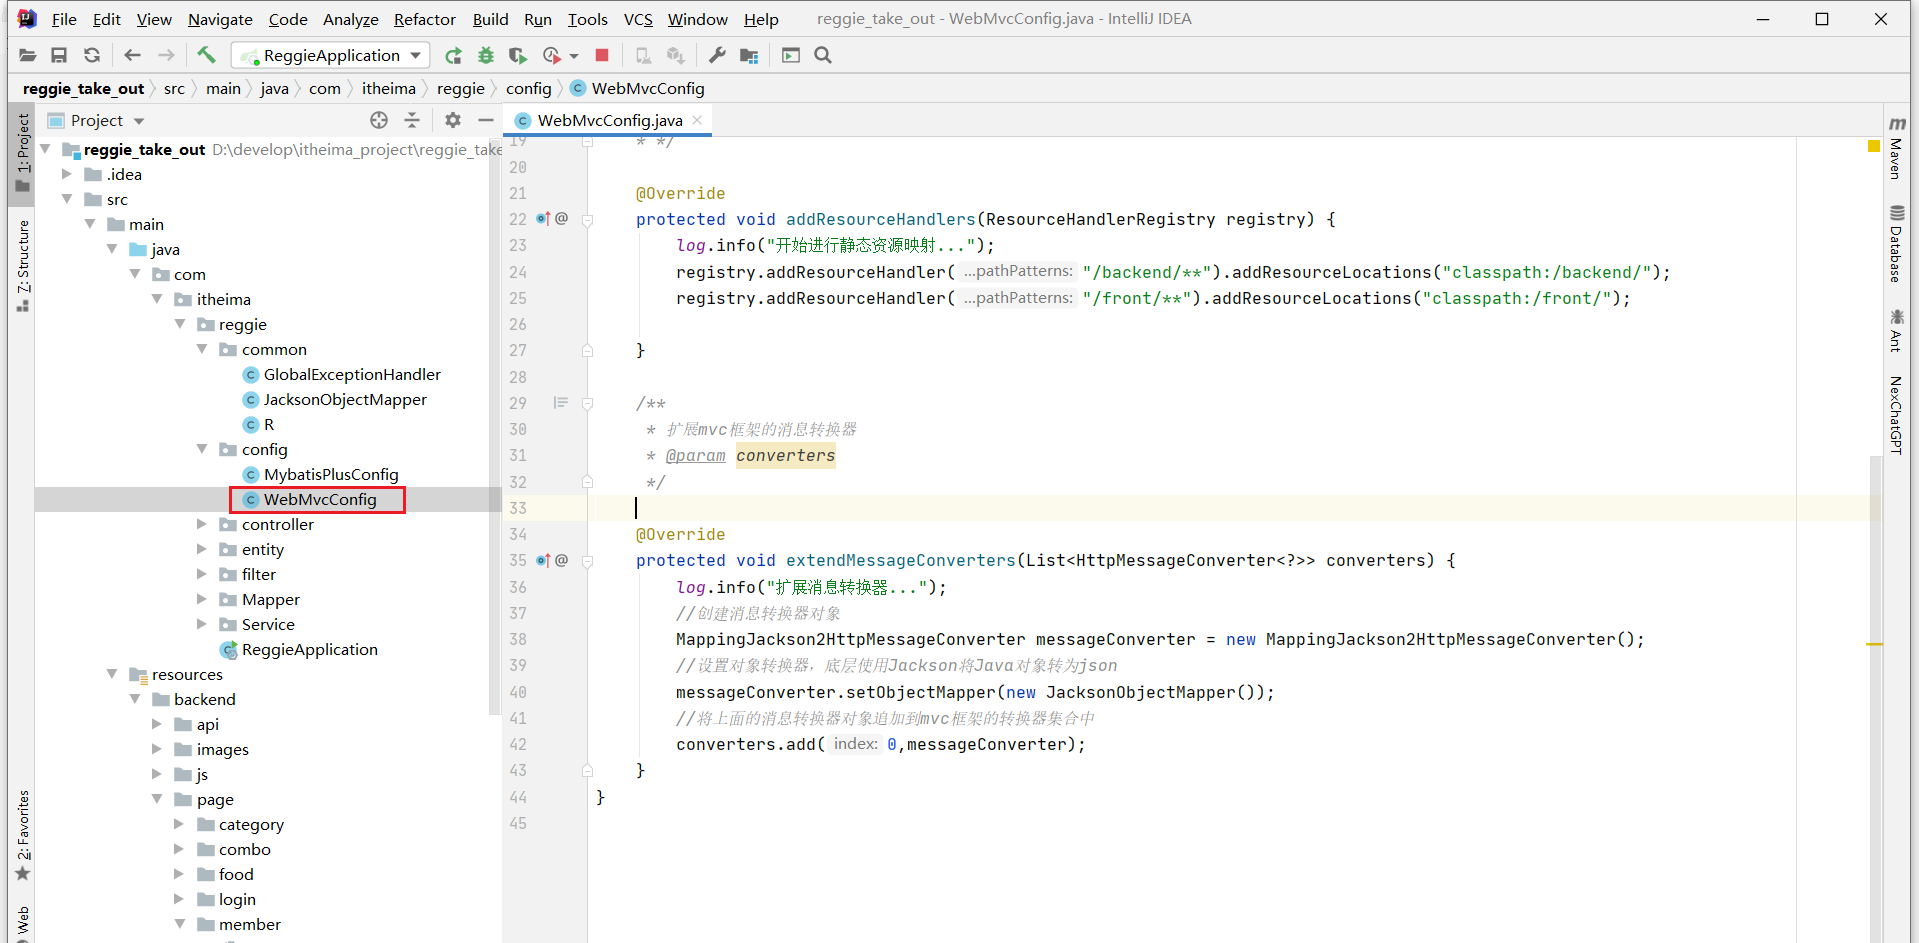 File Edit View Navigate Code Analyze Refactor Build Run Tools VCS Window Help reggie_take_out - WebMvcConfig.java - IntelliJ IDEA
ReggieApplication
reggie_take_out src main java com itheima reggie config WebMvcConfig
Project
WebMvcConfig.java
1: Project
7: Structure
2: Favorites
Web
reggie_take_out D:\develop\itheima_project\reggie_take
.idea
src
main
java
com
itheima
reggie
common
GlobalExceptionHandler
JacksonObjectMapper
R
config
MybatisPlusConfig
WebMvcConfig
controller
entity
filter
Mapper
Service
ReggieApplication
resources
backend
api
images
js
page
category
combo
food
login
member
19 * */
20
21 @Override
22 protected void addResourceHandlers(ResourceHandlerRegistry registry) {
23 log.info("开始进行静态资源映射...");
24 registry.addResourceHandler( ...pathPatterns: "/backend/**").addResourceLocations("classpath:/backend/");
25 registry.addResourceHandler( ...pathPatterns: "/front/**").addResourceLocations("classpath:/front/");
26
27 }
28
29 /**
30 * 扩展mvc框架的消息转换器
31 * @param converters
32 */
33
34 @Override
35 protected void extendMessageConverters(List<HttpMessageConverter<?>> converters) {
36 log.info("扩展消息转换器...");
37 //创建消息转换器对象
38 MappingJackson2HttpMessageConverter messageConverter = new MappingJackson2HttpMessageConverter();
39 //设置对象转换器，底层使用Jackson将Java对象转为json
40 messageConverter.setObjectMapper(new JacksonObjectMapper());
41 //将上面的消息转换器对象追加到mvc框架的转换器集合中
42 converters.add( index: 0,messageConverter);
43 }
44 }
45
Maven
Database
Ant
NexChatGPT